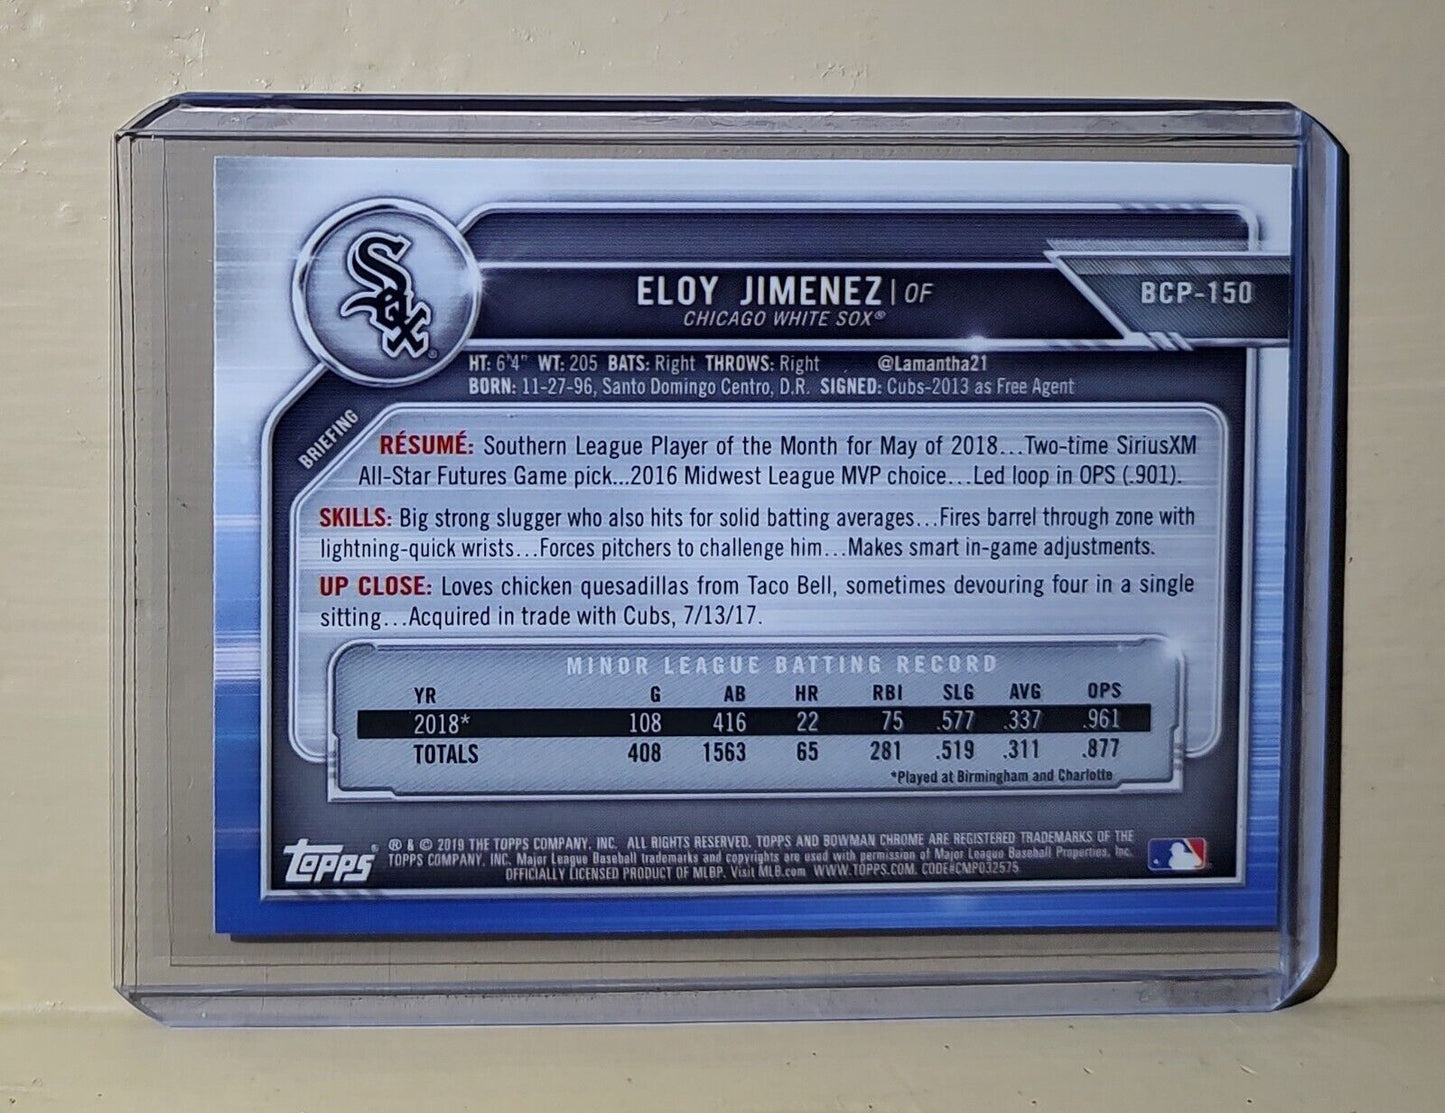 Sox
ELOY JIMENEZ | OF
CHICAGO WHITE SOX®
BCP-150
HT: 6'4" WT: 205 BATS: Right THROWS: Right @Lamantha21
BORN: 11-27-96, Santo Domingo Centro, D.R. SIGNED: Cubs-2013 as Free Agent
BRIEFING
RÉSUMÉ: Southern League Player of the Month for May of 2018...Two-time SiriusXM
All-Star Futures Game pick...2016 Midwest League MVP choice...Led loop in OPS (.901).
SKILLS: Big strong slugger who also hits for solid batting averages...Fires barrel through zone with
lightning-quick wrists...Forces pitchers to challenge him...Makes smart in-game adjustments.
UP CLOSE: Loves chicken quesadillas from Taco Bell, sometimes devouring four in a single
sitting...Acquired in trade with Cubs, 7/13/17.
MINOR LEAGUE BATTING RECORD
YR G AB HR RBI SLG AVG OPS
2018* 108 416 22 75 .577 .337 .961
TOTALS 408 1563 65 281 .519 .311 .877
*Played at Birmingham and Charlotte
Topps®
® & © 2019 THE TOPPS COMPANY, INC. ALL RIGHTS RESERVED. TOPPS AND BOWMAN CHROME ARE REGISTERED TRADEMARKS OF THE
TOPPS COMPANY, INC. Major League Baseball trademarks and copyrights are used with permission of Major League Baseball Properties, Inc.
OFFICIALLY LICENSED PRODUCT OF MLBP. Visit MLB.com WWW.TOPPS.COM. CODE#CMP032575